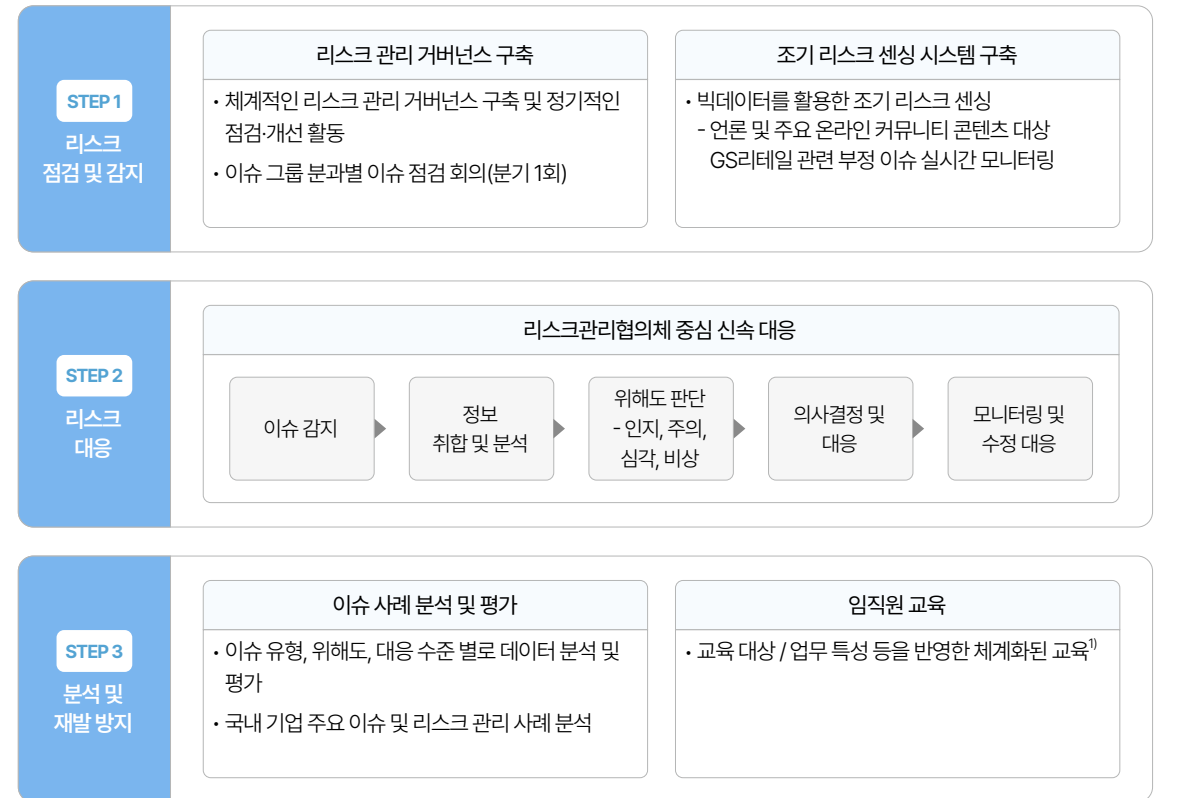 STEP 1
리스크
점검 및 감지
리스크 관리 거버넌스 구축
• 체계적인 리스크 관리 거버넌스 구축 및 정기적인
점검·개선 활동
• 이슈 그룹 분과별 이슈 점검 회의(분기 1회)
조기 리스크 센싱 시스템 구축
• 빅데이터를 활용한 조기 리스크 센싱
- 언론 및 주요 온라인 커뮤니티 콘텐츠 대상
GS리테일 관련 부정 이슈 실시간 모니터링
STEP 2
리스크
대응
리스크관리협의체 중심 신속 대응
이슈 감지
정보
취합 및 분석
위해도 판단
- 인지, 주의,
심각, 비상
의사결정 및
대응
모니터링 및
수정 대응
STEP 3
분석 및
재발 방지
이슈 사례 분석 및 평가
• 이슈 유형, 위해도, 대응 수준 별로 데이터 분석 및
평가
• 국내 기업 주요 이슈 및 리스크 관리 사례 분석
임직원 교육
• 교육 대상 / 업무 특성 등을 반영한 체계화된 교육1)